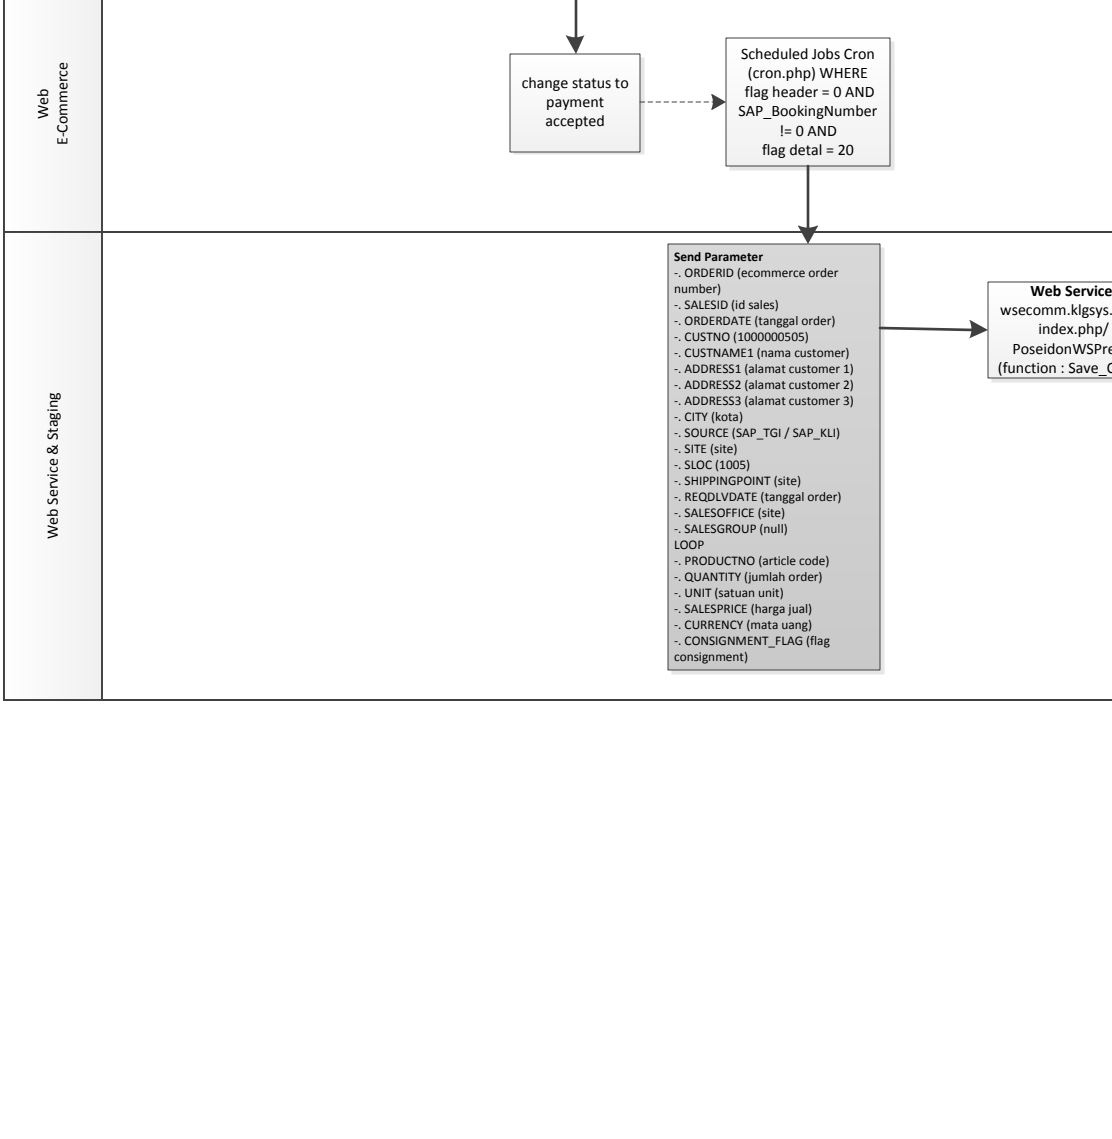 Web
E-Commerce
change status to
payment
accepted
Scheduled Jobs Cron
(cron.php) WHERE
flag header = 0 AND
SAP_BookingNumber
!= 0 AND
flag detal = 20
Web Service & Staging
Send Parameter
-. ORDERID (ecommerce order
number)
-. SALESID (id sales)
-. ORDERDATE (tanggal order)
-. CUSTNO (1000000505)
-. CUSTNAME1 (nama customer)
-. ADDRESS1 (alamat customer 1)
-. ADDRESS2 (alamat customer 2)
-. ADDRESS3 (alamat customer 3)
-. CITY (kota)
-. SOURCE (SAP_TGI / SAP_KLI)
-. SITE (site)
-. SLOC (1005)
-. SHIPPINGPOINT (site)
-. REQDLVDATE (tanggal order)
-. SALESOFFICE (site)
-. SALESGROUP (null)
LOOP
-. PRODUCTNO (article code)
-. QUANTITY (jumlah order)
-. UNIT (satuan unit)
-. SALESPRICE (harga jual)
-. CURRENCY (mata uang)
-. CONSIGNMENT_FLAG (flag
consignment)
Web Service
wsecomm.klgsys.
index.php/
PoseidonWSPre
(function : Save_